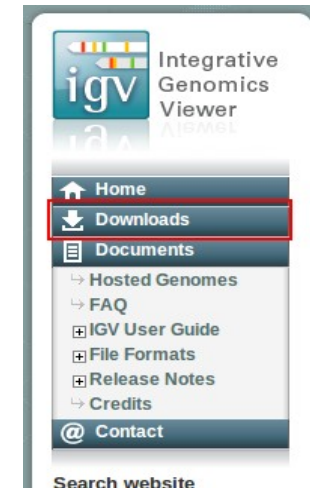 igv
Integrative
Genomics
Viewer
Home
Downloads
Documents
Hosted Genomes
FAQ
IGV User Guide
File Formats
Release Notes
Credits
@ Contact
Search website